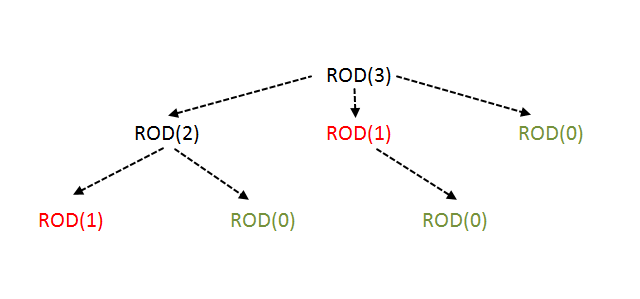 ROD(3)
ROD(2) ROD(1) ROD(0)
ROD(1) ROD(0) ROD(0)